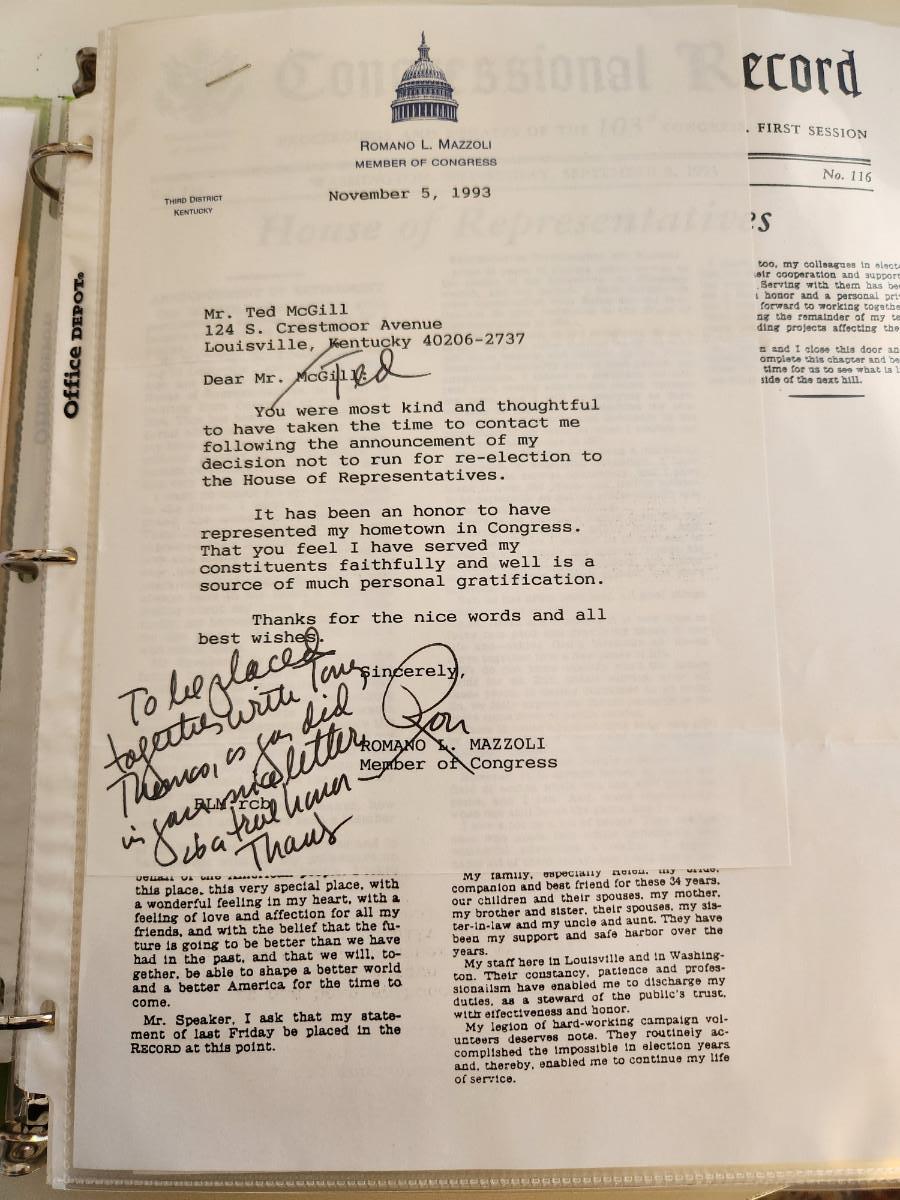 Office DEPOT®
Congressional Record
PROCEEDINGS AND DEBATES OF THE 103d CONGRESS, FIRST SESSION
No. 116
House of Representatives
ROMANO L. MAZZOLI
MEMBER OF CONGRESS
THIRD DISTRICT
KENTUCKY
November 5, 1993
Mr. Ted McGill
124 S. Crestmoor Avenue
Louisville, Kentucky 40206-2737
Dear Mr. McGill:
Ted
You were most kind and thoughtful
to have taken the time to contact me
following the announcement of my
decision not to run for re-election to
the House of Representatives.
It has been an honor to have
represented my hometown in Congress.
That you feel I have served my
constituents faithfully and well is a
source of much personal gratification.
Thanks for the nice words and all
best wishes.
Sincerely,
Ron
ROMANO L. MAZZOLI
Member of Congress
RLM:rcb
To be placed
together with
as you did
in your nice letter
is a true honor —
Thanks
too, my colleagues in
their cooperation and support
Serving with them has
honor and a personal
forward to working
ng the remainder of my
ding projects affecting the
and I close this door
complete this chapter and
time for us to see what is
side of the next hill.
behalf of the American
this place, this very special place, with
a wonderful feeling in my heart, with a
feeling of love and affection for all my
friends, and with the belief that the fu-
ture is going to be better than we have
had in the past, and that we will, to-
gether, be able to shape a better world
and a better America for the time to
come.
Mr. Speaker, I ask that my state-
ment of last Friday be placed in the
RECORD at this point.
My family, especially Helen, my bride,
companion and best friend for these 34 years,
our children and their spouses, my mother,
my brother and sister, their spouses, my sis-
ter-in-law and my uncle and aunt. They have
been my support and safe harbor over the
years.
My staff here in Louisville and in Washing-
ton. Their constancy, patience and profes-
sionalism have enabled me to discharge my
duties, as a steward of the public's trust,
with effectiveness and honor.
My legion of hard-working campaign vol-
unteers deserves note. They routinely ac-
complished the impossible in election years
and, thereby, enabled me to continue my life
of service.